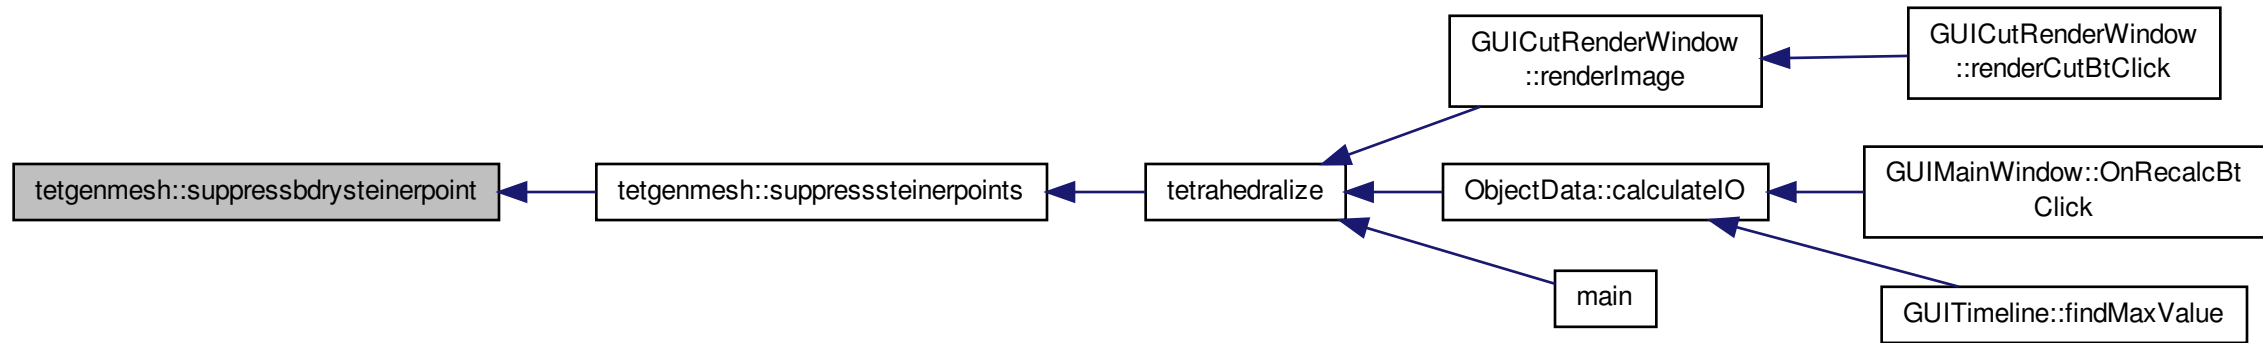 tetgenmesh::suppressbdrysteinerpoint
tetgenmesh::suppresssteinerpoints
tetrahedralize
GUICutRenderWindow
::renderImage
GUICutRenderWindow
::renderCutBtClick
ObjectData::calculateIO
GUIMainWindow::OnRecalcBt
Click
main
GUITimeline::findMaxValue